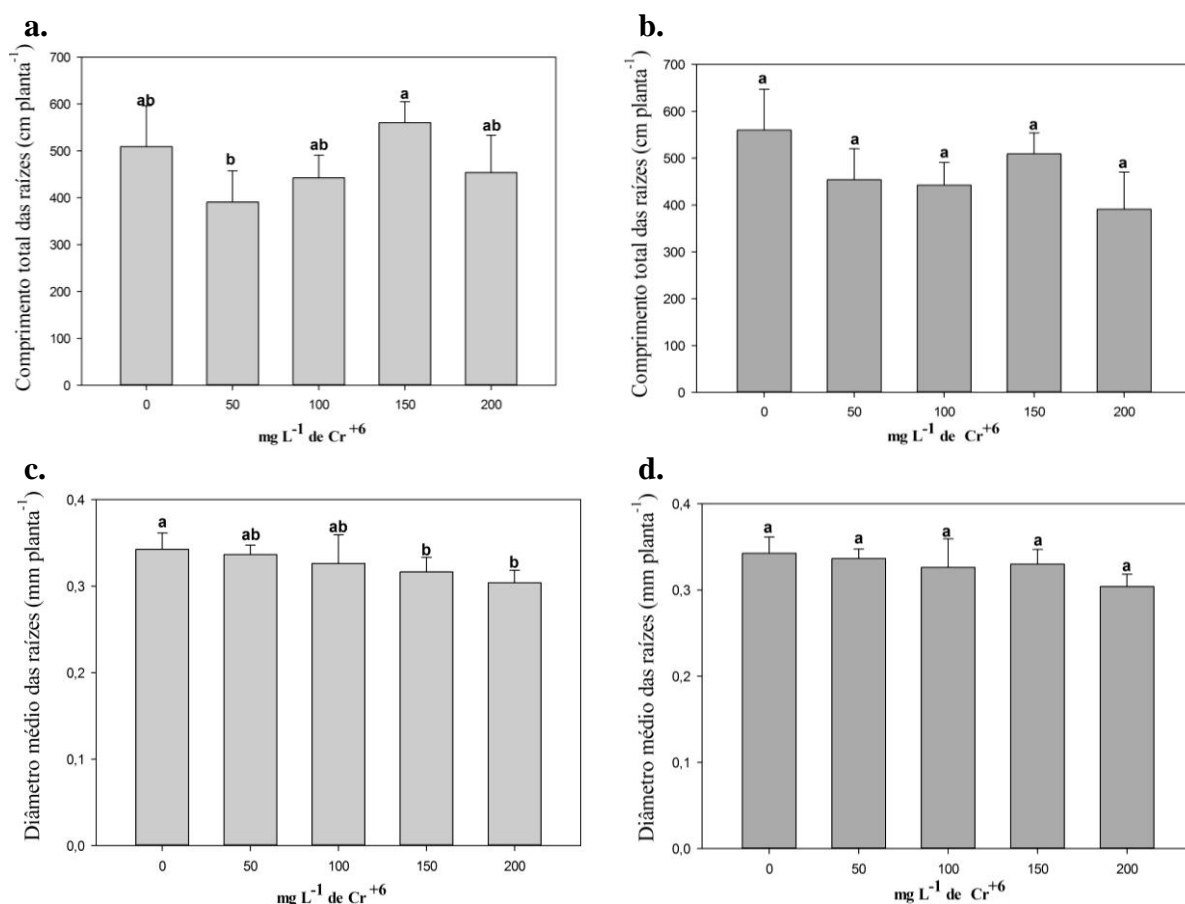 a.
Comprimento total das raízes (cm planta⁻¹)
700
600
500
400
300
200
100
0
ab
b
ab
a
ab
0 50 100 150 200
mg L⁻¹ de Cr⁺⁶
b.
Comprimento total das raízes (cm planta⁻¹)
700
600
500
400
300
200
100
0
a
a
a
a
a
0 50 100 150 200
mg L⁻¹ de Cr⁺⁶
c.
Diâmetro médio das raízes (mm planta⁻¹)
0,4
0,3
0,2
0,1
0,0
a
ab
ab
b
b
0 50 100 150 200
mg L⁻¹ de Cr⁺⁶
d.
Diâmetro médio das raízes (mm planta⁻¹)
0,4
0,3
0,2
0,1
0,0
a
a
a
a
a
0 50 100 150 200
mg L⁻¹ de Cr⁺⁶